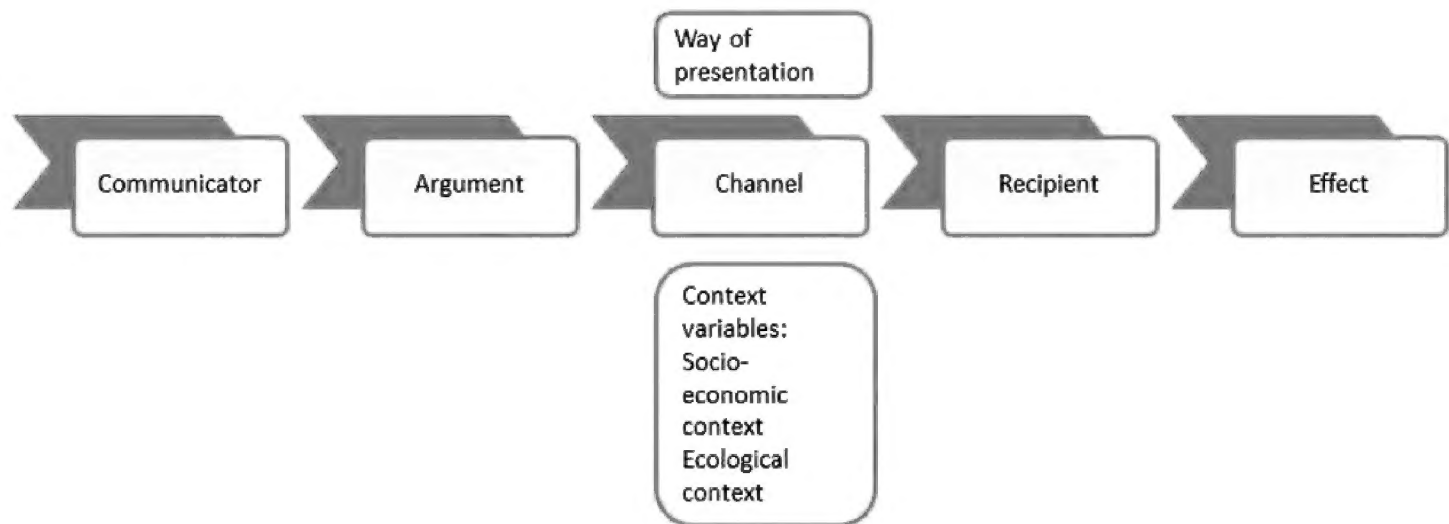 Way of
presentation
Communicator
Argument
Channel
Recipient
Effect
Context
variables:
Socio-
economic
context
Ecological
context